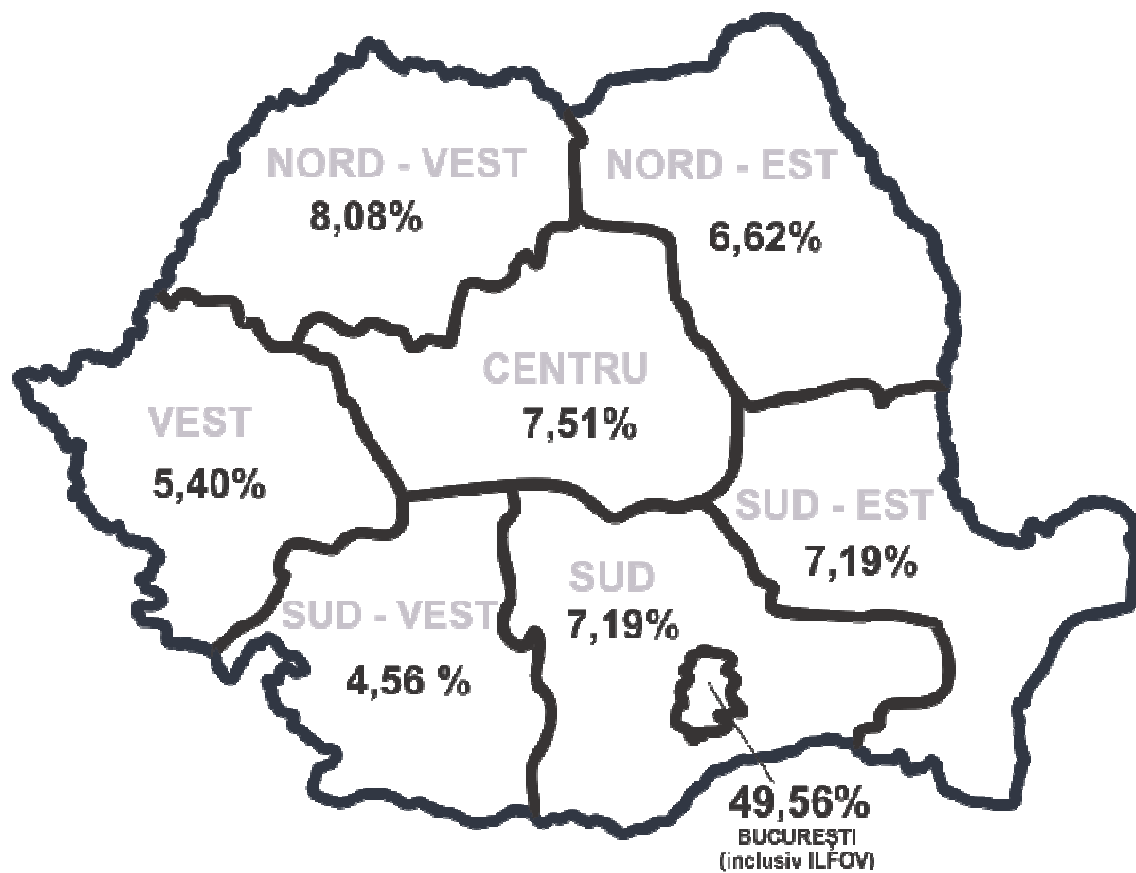 NORD - VEST
8,08%
NORD - EST
6,62%
CENTRU
7,51%
VEST
5,40%
SUD - EST
7,19%
SUD
7,19%
SUD - VEST
4,56 %
49,56%
BUCUREȘTI
(inclusiv ILFOV)